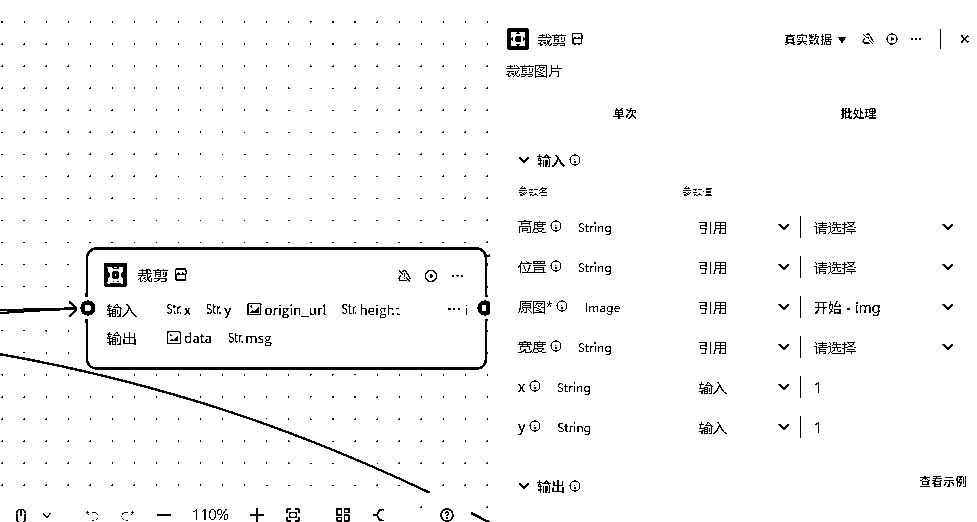 裁剪
输入 Str. x Str. y origin_url Str. height ··· i
输出 data Str. msg
110%
裁剪 真实数据
裁剪图片
单次 批处理
输入
参数名 参数值
高度 String 引用 请选择
位置 String 引用 请选择
原图* Image 引用 开始 - img
宽度 String 引用 请选择
x String 输入 1
y String 输入 1
输出 查看示例